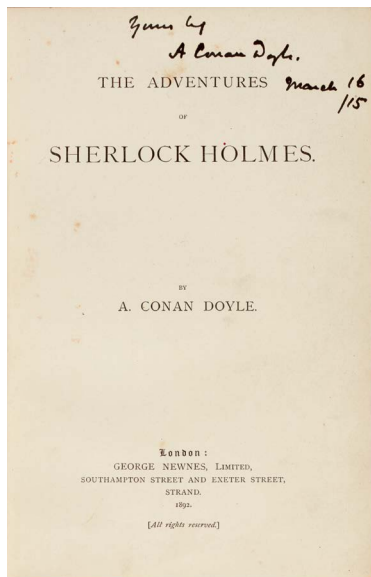 Yours try
A Conan Doyle.
THE ADVENTURES
March 16
/15
OF
SHERLOCK HOLMES.
BY
A. CONAN DOYLE.
London:
GEORGE NEWNES, LIMITED,
SOUTHAMPTON STREET AND EXETER STREET,
STRAND.
1892.
[All rights reserved.]